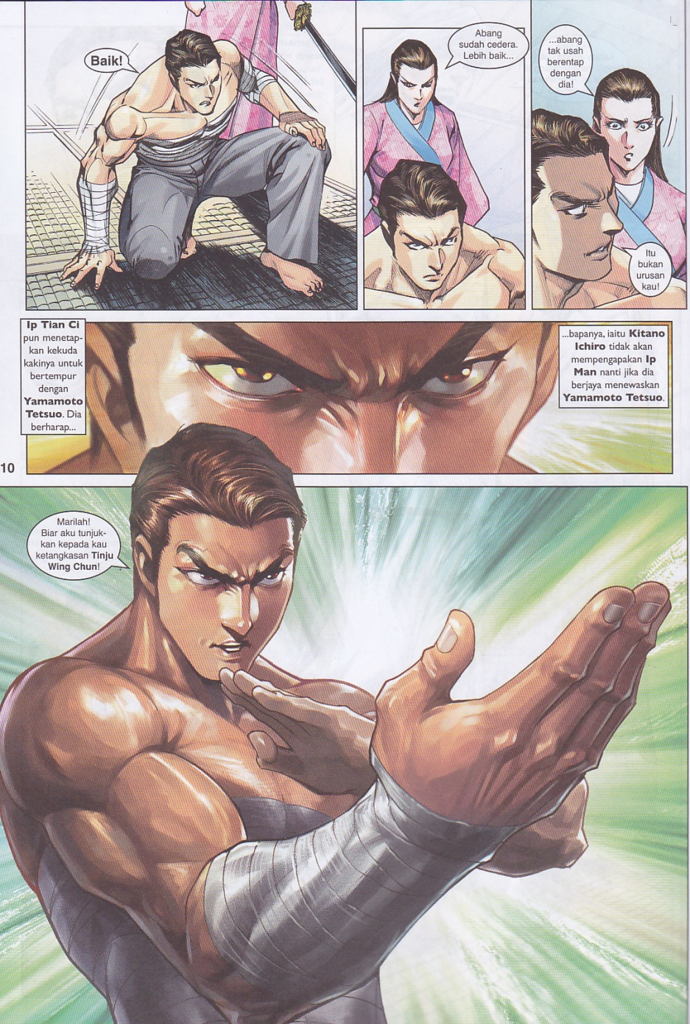 Baik!
Abang
sudah cedera.
Lebih baik...
...abang
tak usah
berentap
dengan
dia!
Itu
bukan
urusan
kau!
Ip Tian Ci
pun menetap-
kan kekuda
kakinya untuk
bertempur
dengan
Yamamoto
Tetsuo. Dia
berharap...
...bapanya, iaitu Kitano
Ichiro tidak akan
mempengapakan Ip
Man nanti jika dia
berjaya menewaskan
Yamamoto Tetsuo.
10
Marilah!
Biar aku tunjuk-
kan kepada kau
ketangkasan Tinju
Wing Chun!